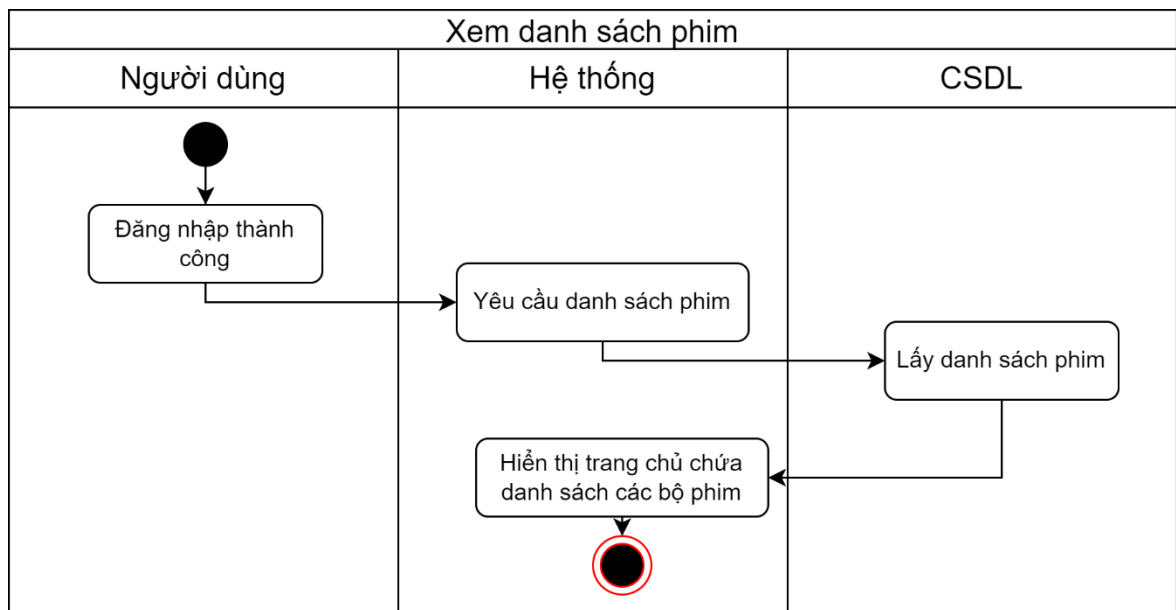 Xem danh sách phim
Người dùng
Hệ thống
CSDL
Đăng nhập thành
công
Yêu cầu danh sách phim
Lấy danh sách phim
Hiển thị trang chủ chứa
danh sách các bộ phim